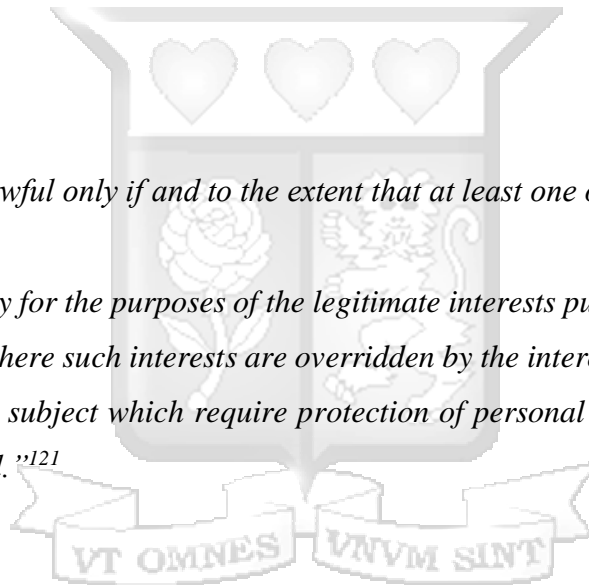 wful only if and to the extent that at least one o
y for the purposes of the legitimate interests pu
here such interests are overridden by the intere
subject which require protection of personal
l.”121
VT OMNES VNVM SINT